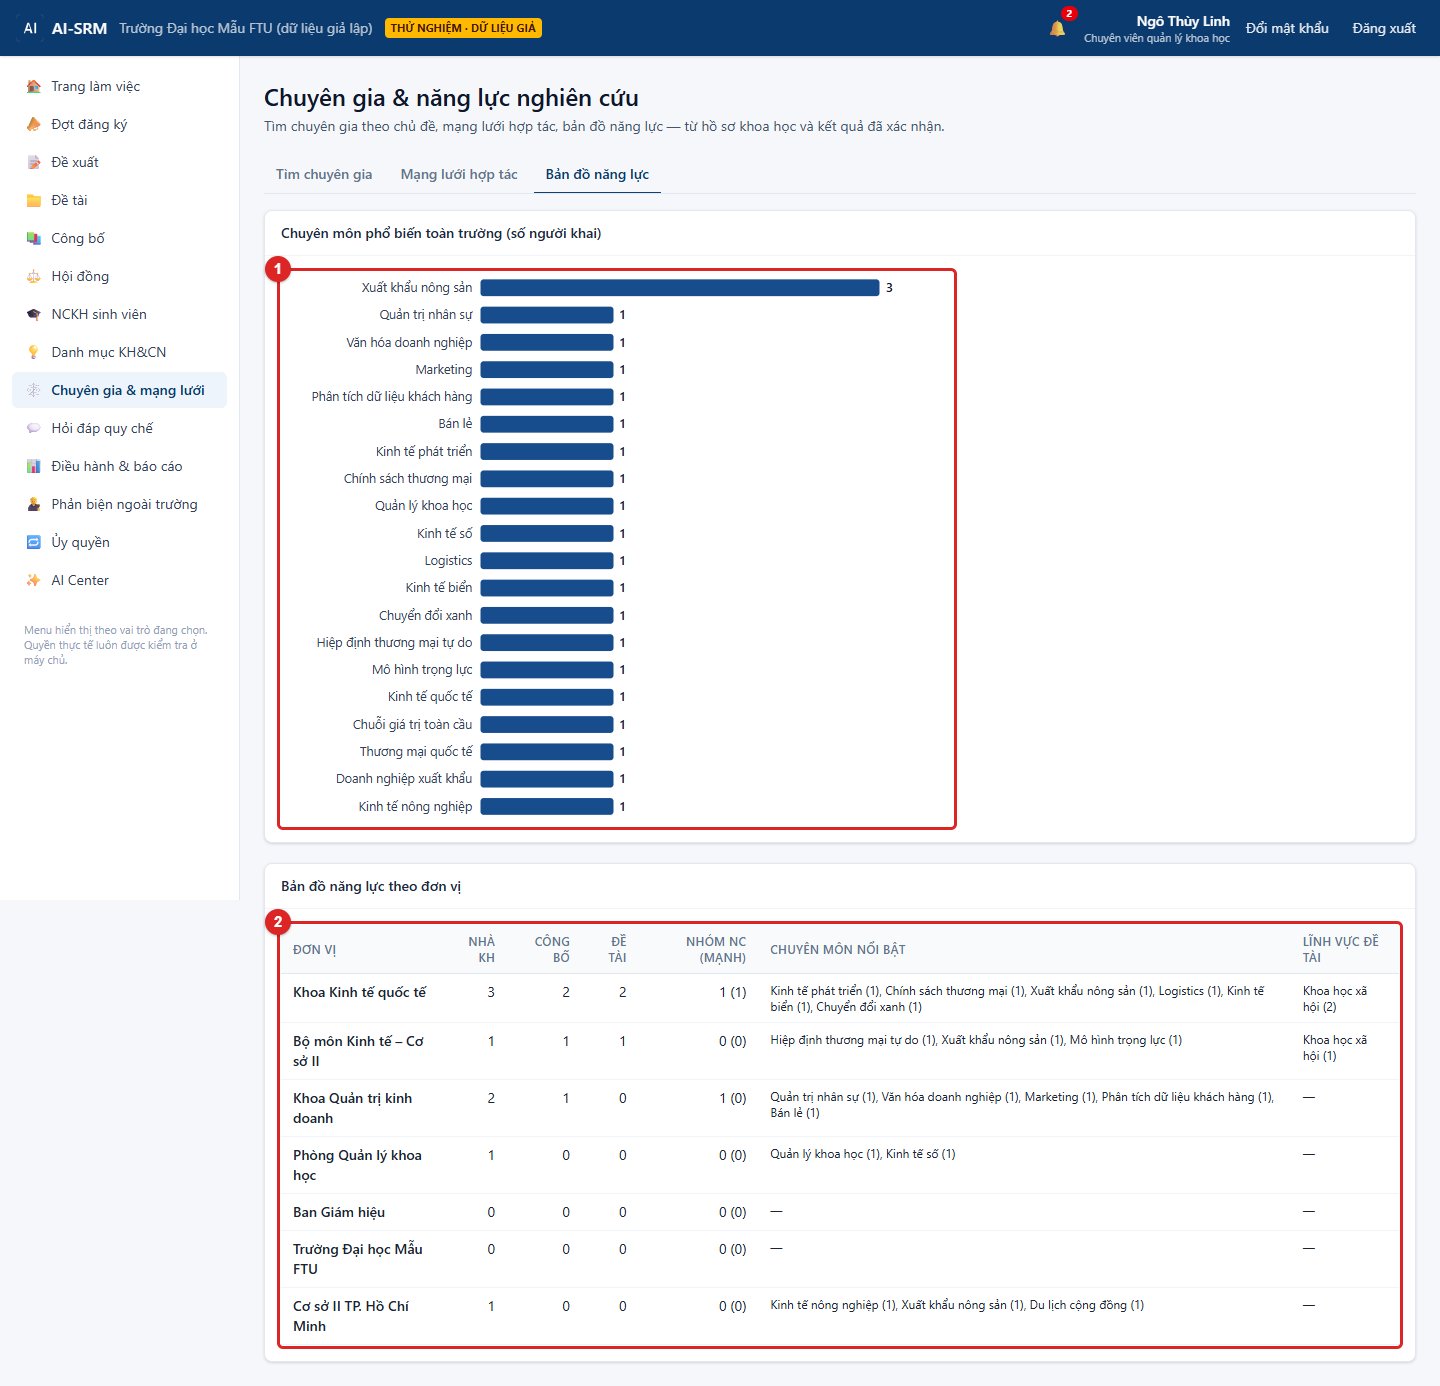 AI AI-SRM Trường Đại học Mẫu FTU (dữ liệu giả lập) THỬ NGHIỆM · DỮ LIỆU GIẢ
2
Ngô Thùy Linh
Chuyên viên quản lý khoa học
Đổi mật khẩu Đăng xuất
Trang làm việc
Đợt đăng ký
Đề xuất
Đề tài
Công bố
Hội đồng
NCKH sinh viên
Danh mục KH&CN
Chuyên gia & mạng lưới
Hỏi đáp quy chế
Điều hành & báo cáo
Phản biện ngoài trường
Ủy quyền
AI Center
Menu hiển thị theo vai trò đang chọn.
Quyền thực tế luôn được kiểm tra ở
máy chủ.
Chuyên gia & năng lực nghiên cứu
Tìm chuyên gia theo chủ đề, mạng lưới hợp tác, bản đồ năng lực — từ hồ sơ khoa học và kết quả đã xác nhận.
Tìm chuyên gia Mạng lưới hợp tác Bản đồ năng lực
Chuyên môn phổ biến toàn trường (số người khai)
1
Xuất khẩu nông sản 3
Quản trị nhân sự 1
Văn hóa doanh nghiệp 1
Marketing 1
Phân tích dữ liệu khách hàng 1
Bán lẻ 1
Kinh tế phát triển 1
Chính sách thương mại 1
Quản lý khoa học 1
Kinh tế số 1
Logistics 1
Kinh tế biển 1
Chuyển đổi xanh 1
Hiệp định thương mại tự do 1
Mô hình trọng lực 1
Kinh tế quốc tế 1
Chuỗi giá trị toàn cầu 1
Thương mại quốc tế 1
Doanh nghiệp xuất khẩu 1
Kinh tế nông nghiệp 1
Bản đồ năng lực theo đơn vị
2
ĐƠN VỊ NHÀ KH CÔNG BỐ ĐỀ TÀI NHÓM NC (MẠNH) CHUYÊN MÔN NỔI BẬT LĨNH VỰC ĐỀ TÀI
Khoa Kinh tế quốc tế 3 2 2 1 (1) Kinh tế phát triển (1), Chính sách thương mại (1), Xuất khẩu nông sản (1), Logistics (1), Kinh tế biển (1), Chuyển đổi xanh (1) Khoa học xã hội (2)
Bộ môn Kinh tế – Cơ sở II 1 1 1 0 (0) Hiệp định thương mại tự do (1), Xuất khẩu nông sản (1), Mô hình trọng lực (1) Khoa học xã hội (1)
Khoa Quản trị kinh doanh 2 1 0 1 (0) Quản trị nhân sự (1), Văn hóa doanh nghiệp (1), Marketing (1), Phân tích dữ liệu khách hàng (1), Bán lẻ (1) —
Phòng Quản lý khoa học 1 0 0 0 (0) Quản lý khoa học (1), Kinh tế số (1) —
Ban Giám hiệu 0 0 0 0 (0) — —
Trường Đại học Mẫu FTU 0 0 0 0 (0) — —
Cơ sở II TP. Hồ Chí Minh 1 0 0 0 (0) Kinh tế nông nghiệp (1), Xuất khẩu nông sản (1), Du lịch cộng đồng (1) —